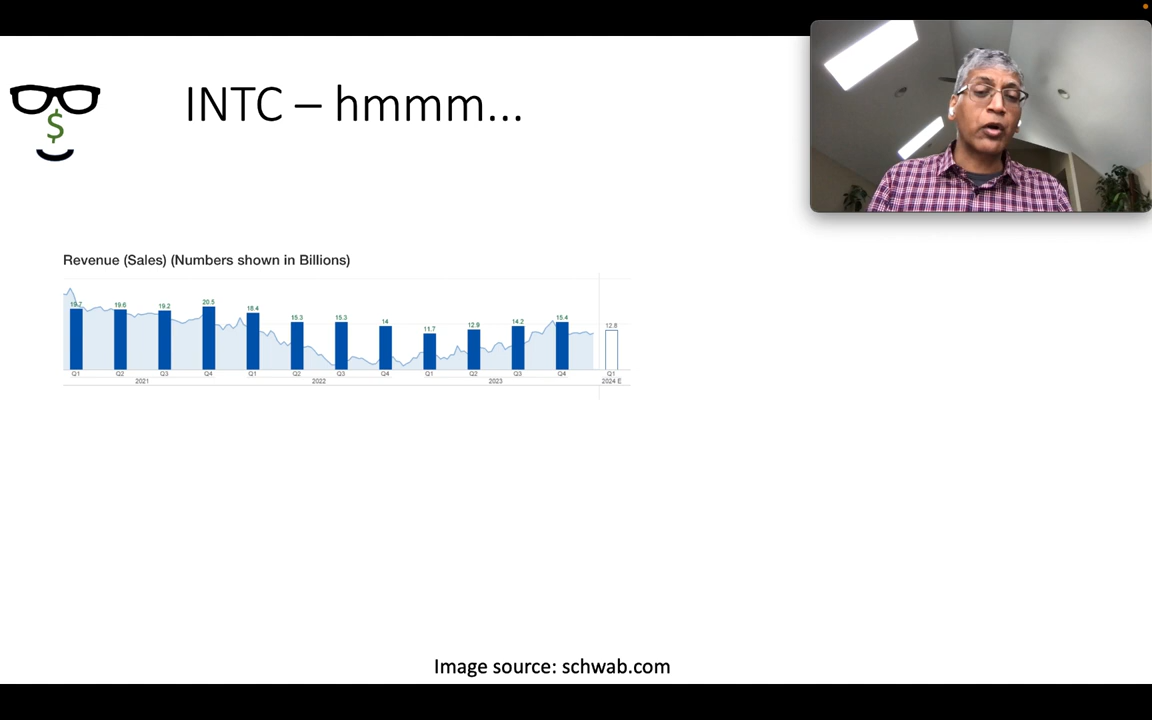 INTC – hmmm...
$
Revenue (Sales) (Numbers shown in Billions)
19.7 19.6 19.2 20.5 18.4 15.3 15.3 14 11.7 12.9 14.2 15.4 12.8
Q1 Q2 Q3 Q4 Q1 Q2 Q3 Q4 Q1 Q2 Q3 Q4 Q1
2021 2022 2023 2024 E
Image source: schwab.com